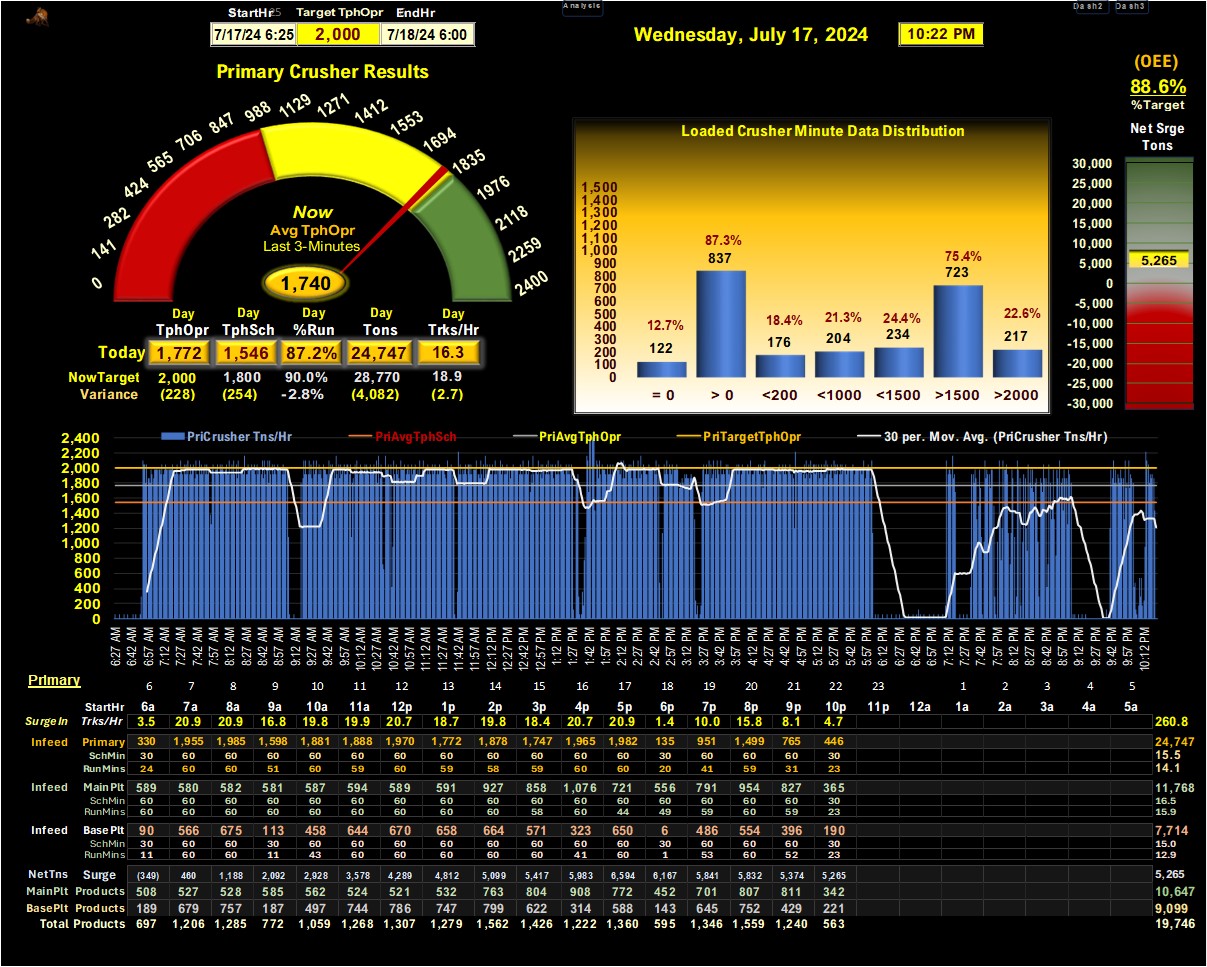 StartHr25 Target TphOpr EndHr
7/17/24 6:25 2,000 7/18/24 6:00
Analysis
Dash2 Dash3
Wednesday, July 17, 2024 10:22 PM
(OEE)
88.6%
%Target
Net Srge
Tons
30,000
25,000
20,000
15,000
10,000
5,000
0
-5,000
-10,000
-15,000
-20,000
-25,000
-30,000
5,265
Primary Crusher Results
0 141 282 424 565 706 847 988 1129 1271 1412 1553 1694 1835 1976 2118 2259 2400
Now
Avg TphOpr
Last 3-Minutes
1,740
Day Day Day Day Day
TphOpr TphSch %Run Tons Trks/Hr
Today 1,772 1,546 87.2% 24,747 16.3
NowTarget 2,000 1,800 90.0% 28,770 18.9
Variance (228) (254) -2.8% (4,082) (2.7)
Loaded Crusher Minute Data Distribution
1,500
1,400
1,300
1,200
1,100
1,000
900
800
700
600
500
400
300
200
100
0
12.7% 87.3% 18.4% 21.3% 24.4% 75.4% 22.6%
122 837 176 204 234 723 217
= 0 > 0 <200 <1000 <1500 >1500 >2000
PriCrusher Tns/Hr PriAvgTphSch PriAvgTphOpr PriTargetTphOpr 30 per. Mov. Avg. (PriCrusher Tns/Hr)
2,400
2,200
2,000
1,800
1,600
1,400
1,200
1,000
800
600
400
200
0
6:27 AM 6:42 AM 6:57 AM 7:12 AM 7:27 AM 7:42 AM 7:57 AM 8:12 AM 8:27 AM 8:42 AM 8:57 AM 9:12 AM 9:27 AM 9:42 AM 9:57 AM 10:12 AM 10:27 AM 10:42 AM 10:57 AM 11:12 AM 11:27 AM 11:42 AM 11:57 AM 12:12 PM 12:27 PM 12:42 PM 12:57 PM 1:12 PM 1:27 PM 1:42 PM 1:57 PM 2:12 PM 2:27 PM 2:42 PM 2:57 PM 3:12 PM 3:27 PM 3:42 PM 3:57 PM 4:12 PM 4:27 PM 4:42 PM 4:57 PM 5:12 PM 5:27 PM 5:42 PM 5:57 PM 6:12 PM 6:27 PM 6:42 PM 6:57 PM 7:12 PM 7:27 PM 7:42 PM 7:57 PM 8:12 PM 8:27 PM 8:42 PM 8:57 PM 9:12 PM 9:27 PM 9:42 PM 9:57 PM 10:12 PM
Primary
6 7 8 9 10 11 12 13 14 15 16 17 18 19 20 21 22 23 1 2 3 4 5
StartHr 6a 7a 8a 9a 10a 11a 12p 1p 2p 3p 4p 5p 6p 7p 8p 9p 10p 11p 12a 1a 2a 3a 4a 5a
SurgeIn Trks/Hr 3.5 20.9 20.9 16.8 19.8 19.9 20.7 18.7 19.8 18.4 20.7 20.9 1.4 10.0 15.8 8.1 4.7 260.8
Infeed Primary 330 1,955 1,985 1,598 1,881 1,888 1,970 1,772 1,878 1,747 1,965 1,982 135 951 1,499 765 446 24,747
SchMin 30 60 60 60 60 60 60 60 60 60 60 60 30 60 60 60 30 15.5
RunMins 24 60 60 51 60 59 60 59 58 59 60 60 20 41 59 31 23 14.1
Infeed MainPlt 589 580 582 581 587 594 589 591 927 858 1,076 721 556 791 954 827 365 11,768
SchMin 60 60 60 60 60 60 60 60 60 60 60 60 60 60 60 60 30 16.5
RunMins 60 60 60 60 60 60 60 60 60 58 60 44 49 59 60 59 23 15.9
Infeed BasePlt 90 566 675 113 458 644 670 658 664 571 323 650 6 486 554 396 190 7,714
SchMin 30 60 60 30 60 60 60 60 60 60 60 60 30 60 60 60 30 15.0
RunMins 11 60 60 11 43 60 60 60 60 60 41 60 1 53 60 52 23 12.9
NetTns Surge (349) 460 1,188 2,092 2,928 3,578 4,289 4,812 5,099 5,417 5,983 6,594 6,167 5,841 5,832 5,374 5,265 5,265
MainPlt Products 508 527 528 585 562 524 521 532 763 804 908 772 452 701 807 811 342 10,647
BasePlt Products 189 679 757 187 497 744 786 747 799 622 314 588 143 645 752 429 221 9,099
Total Products 697 1,206 1,285 772 1,059 1,268 1,307 1,279 1,562 1,426 1,222 1,360 595 1,346 1,559 1,240 563 19,746